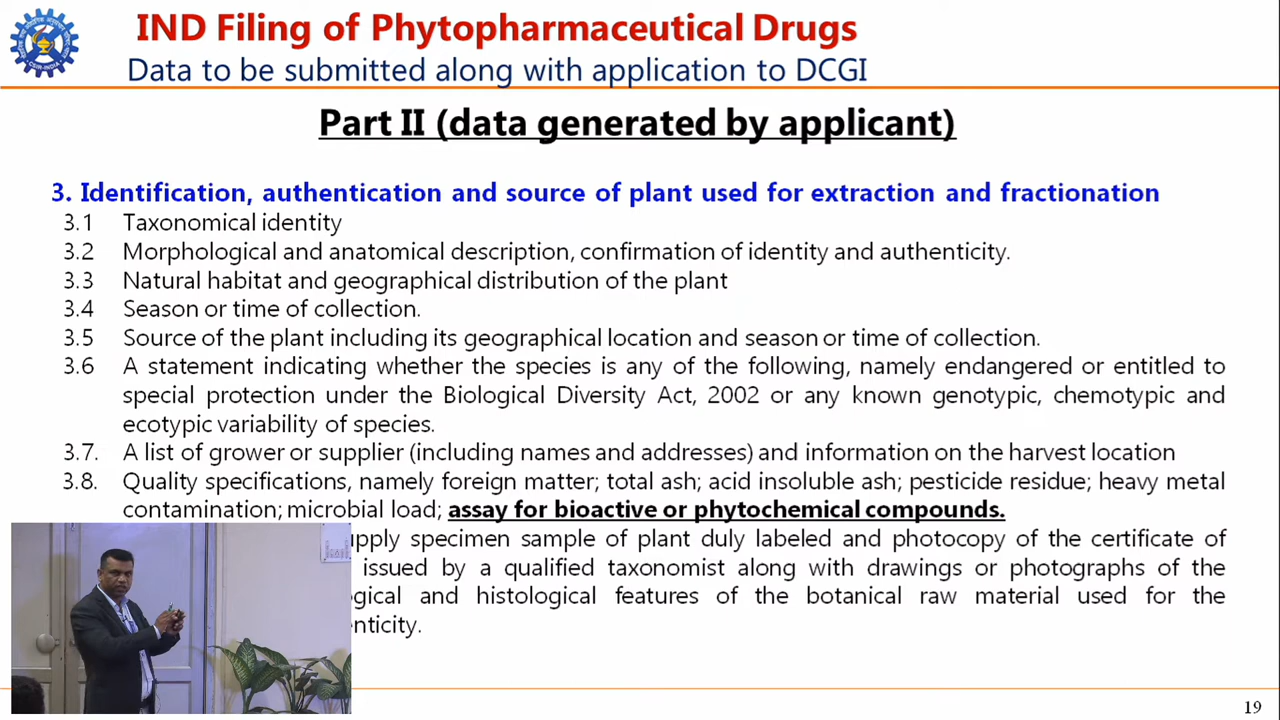 IND Filing of Phytopharmaceutical Drugs
Data to be submitted along with application to DCGI
Part II (data generated by applicant)
3. Identification, authentication and source of plant used for extraction and fractionation
3.1 Taxonomical identity
3.2 Morphological and anatomical description, confirmation of identity and authenticity.
3.3 Natural habitat and geographical distribution of the plant
3.4 Season or time of collection.
3.5 Source of the plant including its geographical location and season or time of collection.
3.6 A statement indicating whether the species is any of the following, namely endangered or entitled to
special protection under the Biological Diversity Act, 2002 or any known genotypic, chemotypic and
ecotypic variability of species.
3.7. A list of grower or supplier (including names and addresses) and information on the harvest location
3.8. Quality specifications, namely foreign matter; total ash; acid insoluble ash; pesticide residue; heavy metal
contamination; microbial load; assay for bioactive or phytochemical compounds.
specimen sample of plant duly labeled and photocopy of the certificate of
issued by a qualified taxonomist along with drawings or photographs of the
and histological features of the botanical raw material used for the
19